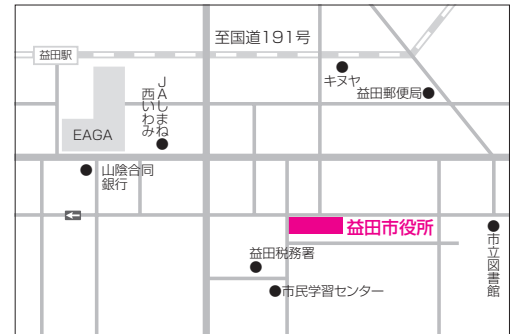 至国道191号
益田駅
キヌヤ
益田郵便局
JAしまね
西いわみ
EAGA
山陰合同
銀行
益田市役所
市立図書館
益田税務署
市民学習センター